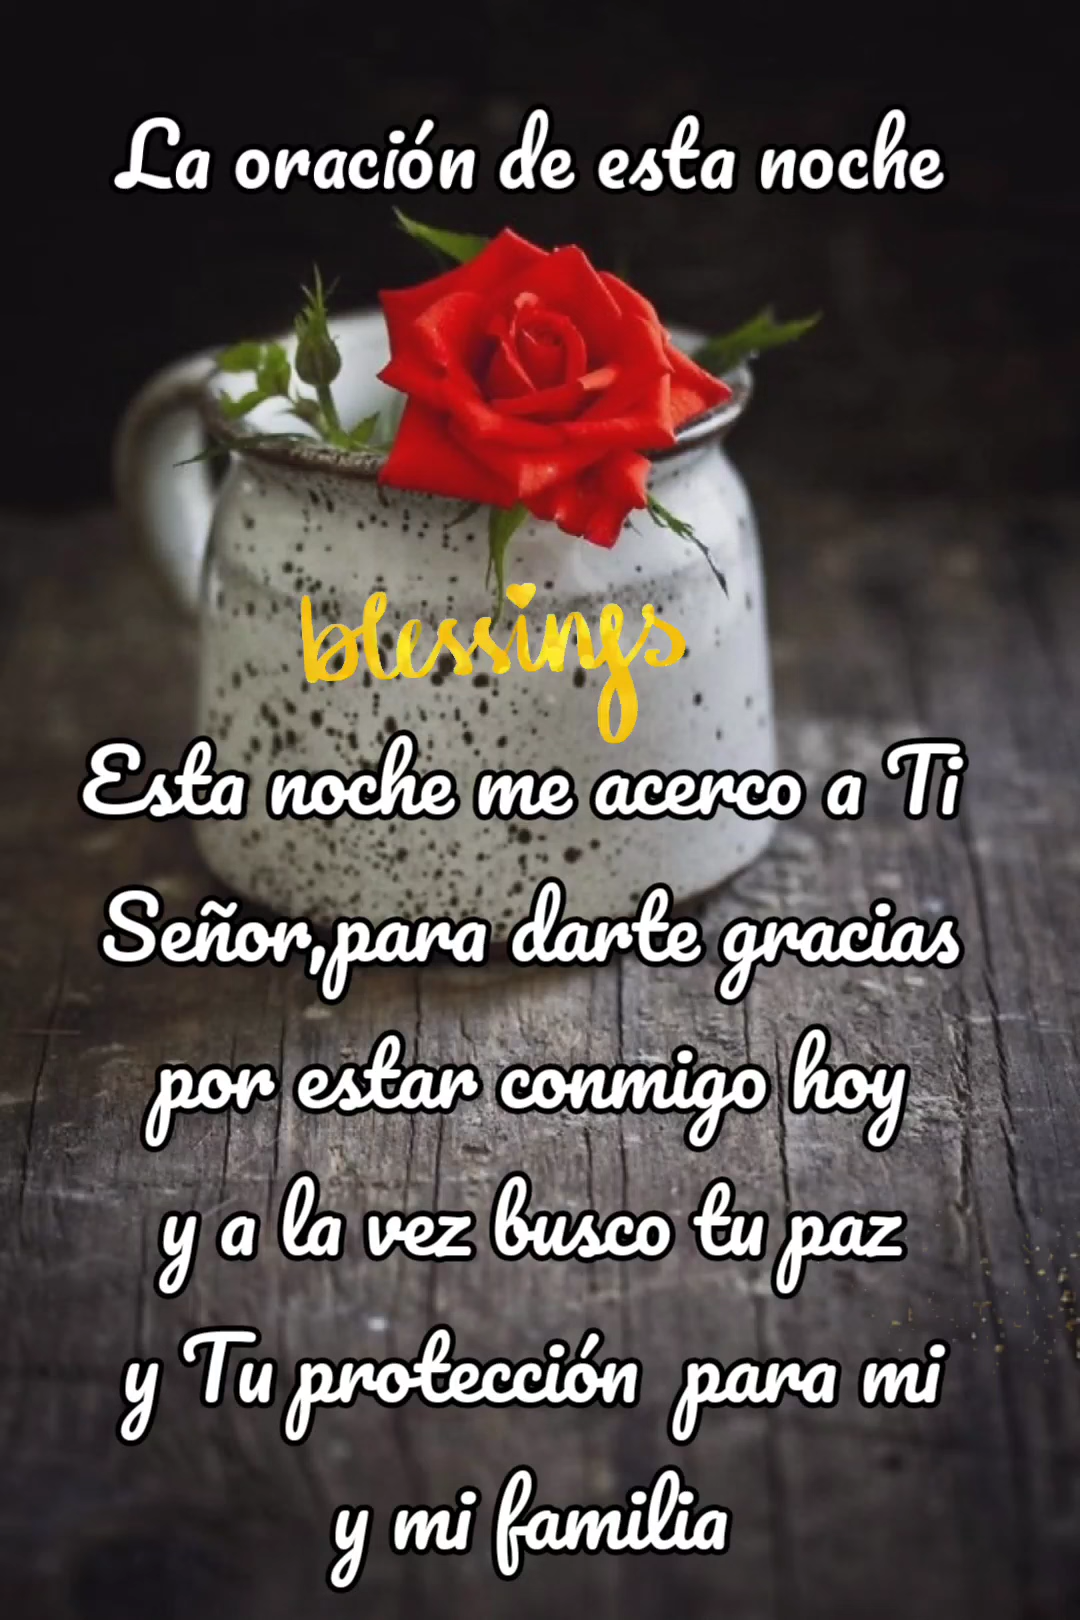 La oración de esta noche
blessings
Esta noche me acerco a Ti
Señor,para darte gracias
por estar conmigo hoy
y a la vez busco tu paz
y Tu protección para mi
y mi familia